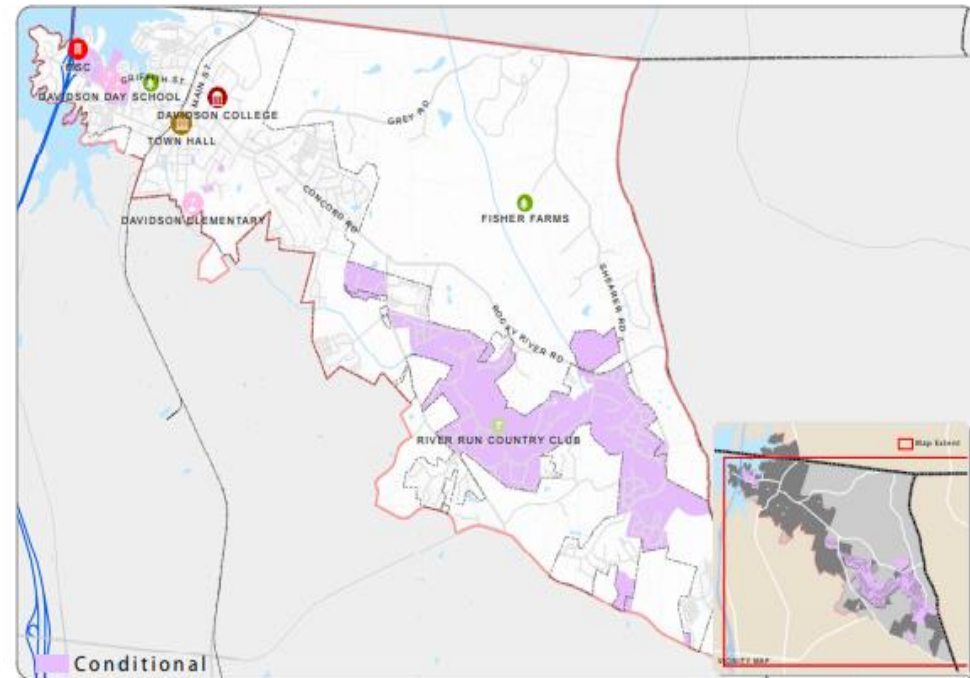 GRIFFITH ST
MAIN ST
DAVIDSON DAY SCHOOL
DAVIDSON COLLEGE
TOWN HALL
GREY RD
DAVIDSON ELEMENTARY
CONCORD RD
FISHER FARMS
SHEARER RD
ROCKY RIVER RD
RIVER RUN COUNTRY CLUB
Map Extent
VICINITY MAP
Conditional